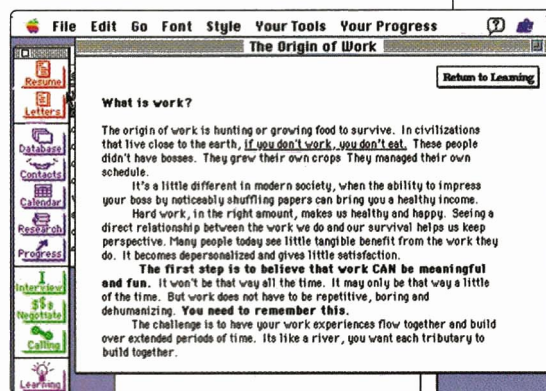 File Edit Go Font Style Your Tools Your Progress
The Origin of Work
Return to Learning
Resume
Letters
Database
Contacts
Calendar
Research
Progress
Interview
$$$
Negotiate
Calling
Learning
What is work?
The origin of work is hunting or growing food to survive. In civilizations
that live close to the earth, if you don't work, you don't eat. These people
didn't have bosses. They grew their own crops They managed their own
schedule.
It's a little different in modern society, when the ability to impress
your boss by noticeably shuffling papers can bring you a healthy income.
Hard work, in the right amount, makes us healthy and happy. Seeing a
direct relationship between the work we do and our survival helps us keep
perspective. Many people today see little tangible benefit from the work they
do. It becomes depersonalized and gives little satisfaction.
The first step is to believe that work CAN be meaningful
and fun. It won't be that way all the time. It may only be that way a little
of the time. But work does not have to be repetitive, boring and
dehumanizing. You need to remember this.
The challenge is to have your work experiences flow together and build
over extended periods of time. Its like a river, you want each tributary to
build together.